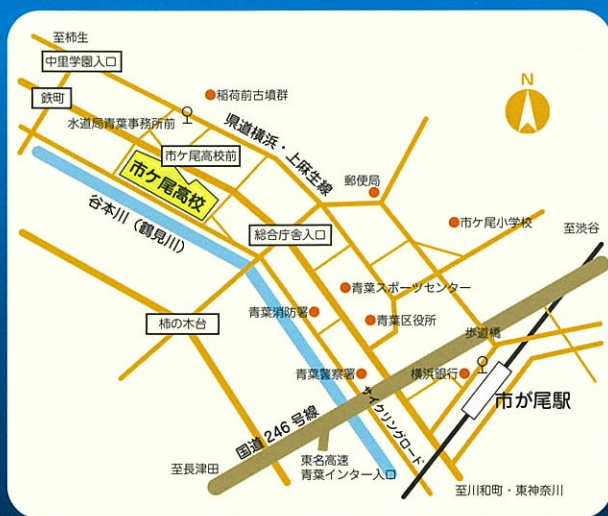 至柿生
中里学園入口
鉄町
稲荷前古墳群
N
水道局青葉事務所前
県道横浜・上麻生線
市ケ尾高校前
市ケ尾高校
郵便局
谷本川（鶴見川）
総合庁舎入口
市ケ尾小学校
至渋谷
青葉スポーツセンター
青葉消防署
柿の木台
青葉区役所
歩道橋
青葉警察署
横浜銀行
市が尾駅
サイクリングロード
国道246号線
至長津田
東名高速
青葉インター入口
至川和町・東神奈川